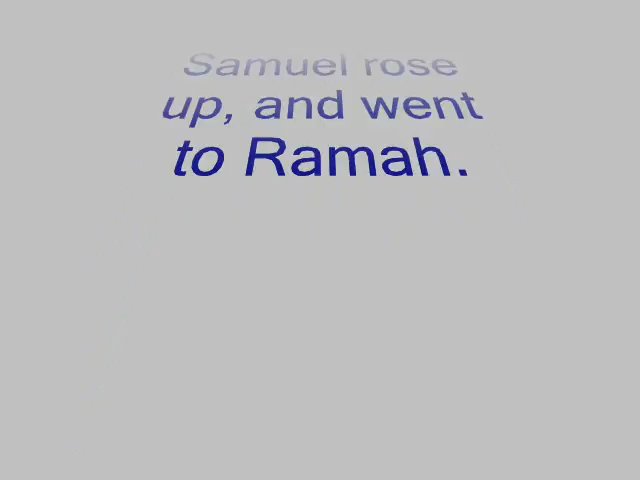 Samuel rose
up, and went
to Ramah.